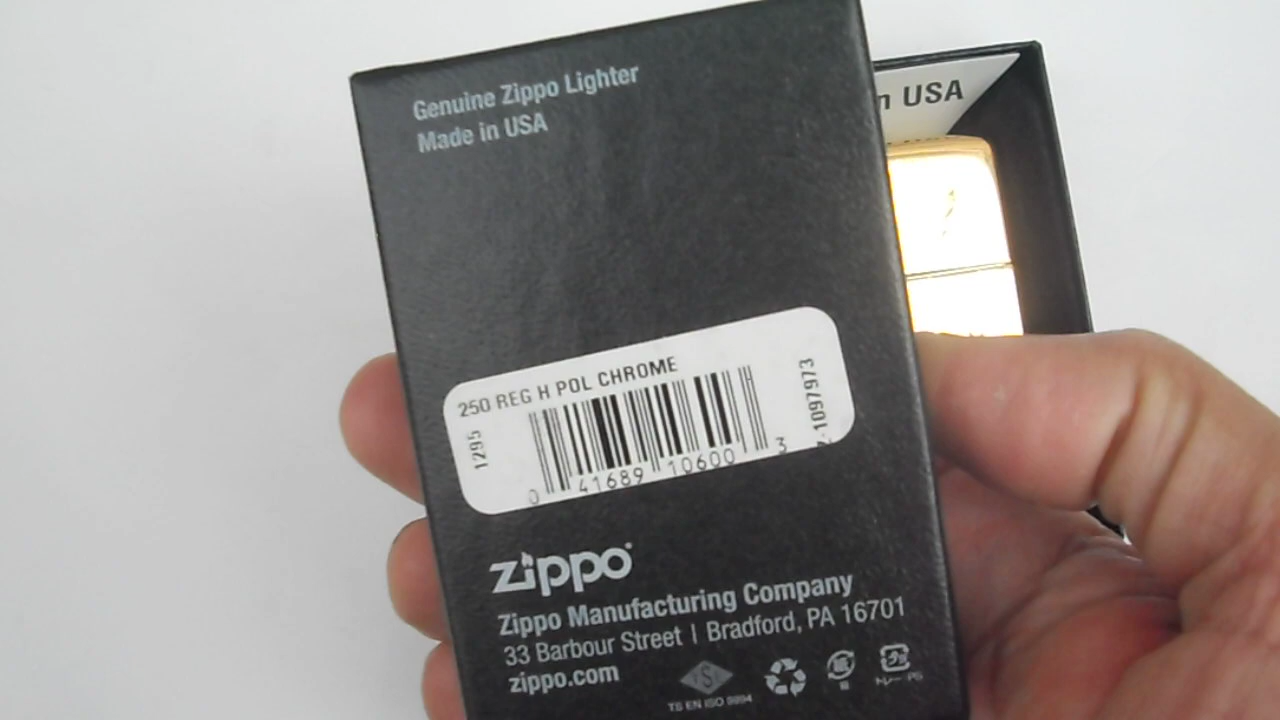 Genuine Zippo Lighter
Made in USA
n USA
250 REG H POL CHROME
1295
1097973
0 41689 10600 3
zippo
Zippo Manufacturing Company
33 Barbour Street | Bradford, PA 16701
zippo.com
TS EN ISO 9994